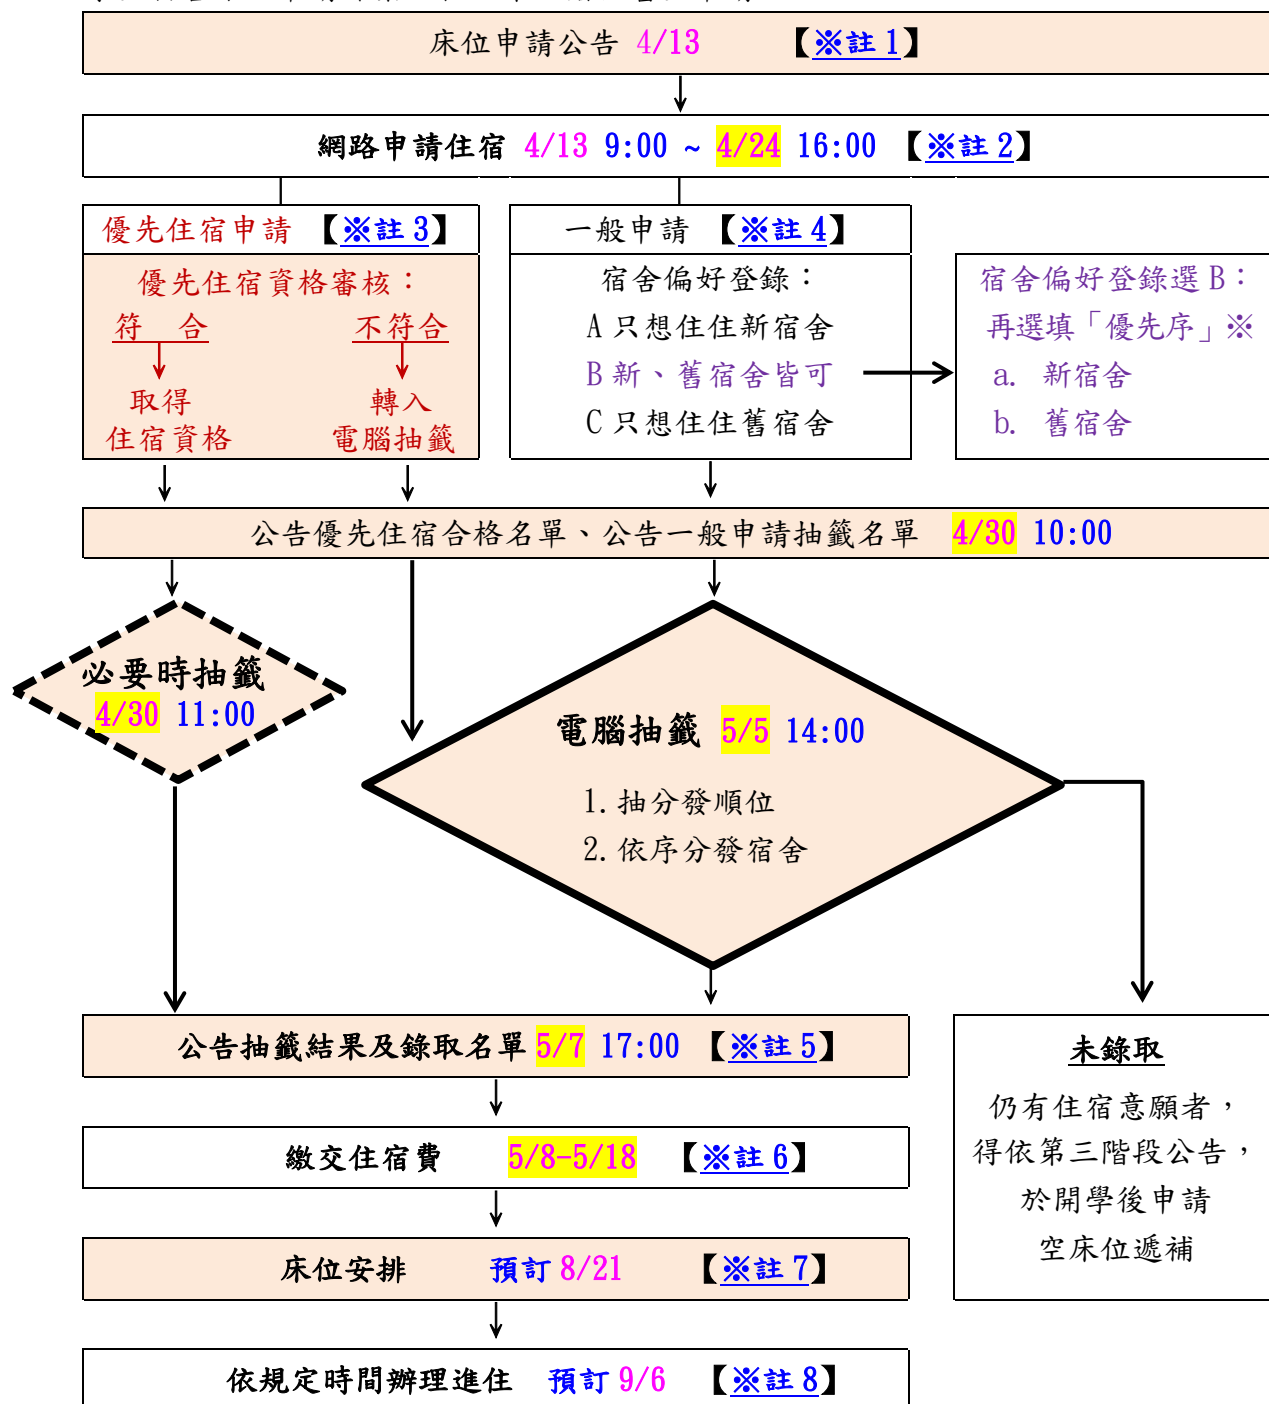 床位申請公告 4/13 【※註1】
網路申請住宿 4/13 9:00 ~ 4/24 16:00 【※註2】
優先住宿申請 【※註3】
優先住宿資格審核：
符 合 不符合
取得 轉入
住宿資格 電腦抽籤
一般申請 【※註4】
宿舍偏好登錄：
A 只想住住新宿舍
B 新、舊宿舍皆可
C 只想住住舊宿舍
宿舍偏好登錄選 B：
再選填「優先序」※
a. 新宿舍
b. 舊宿舍
公告優先住宿合格名單、公告一般申請抽籤名單 4/30 10:00
必要時抽籤
4/30 11:00
電腦抽籤 5/5 14:00
1. 抽分發順位
2. 依序分發宿舍
公告抽籤結果及錄取名單 5/7 17:00 【※註5】
繳交住宿費 5/8-5/18 【※註6】
床位安排 預訂 8/21 【※註7】
依規定時間辦理進住 預訂 9/6 【※註8】
未錄取
仍有住宿意願者，
得依第三階段公告，
於開學後申請
空床位遞補